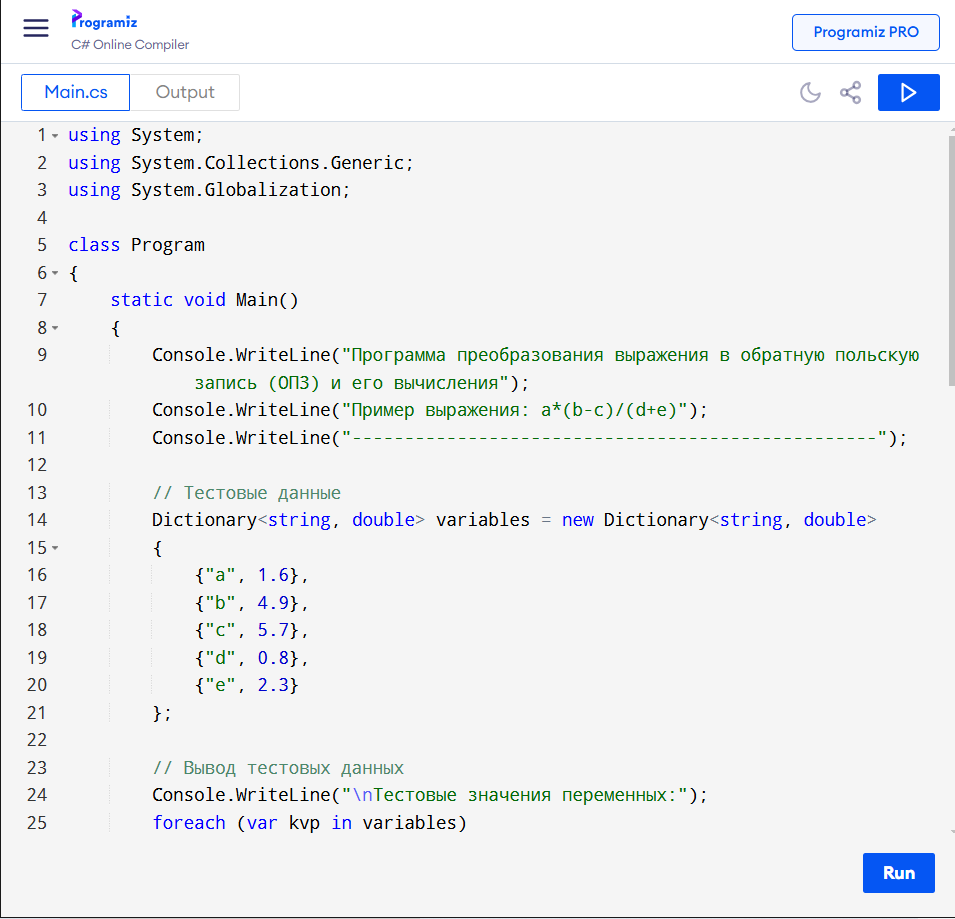 Programiz
C# Online Compiler
Programiz PRO
Main.cs
Output
1 using System;
2 using System.Collections.Generic;
3 using System.Globalization;
4
5 class Program
6 {
7     static void Main()
8     {
9         Console.WriteLine("Программа преобразования выражения в обратную польскую
            запись (ОПЗ) и его вычисления");
10         Console.WriteLine("Пример выражения: a*(b-c)/(d+e)");
11         Console.WriteLine("--------------------------------------------------");
12
13         // Тестовые данные
14         Dictionary<string, double> variables = new Dictionary<string, double>
15         {
16             {"a", 1.6},
17             {"b", 4.9},
18             {"c", 5.7},
19             {"d", 0.8},
20             {"e", 2.3}
21         };
22
23         // Вывод тестовых данных
24         Console.WriteLine("\nТестовые значения переменных:");
25         foreach (var kvp in variables)
Run